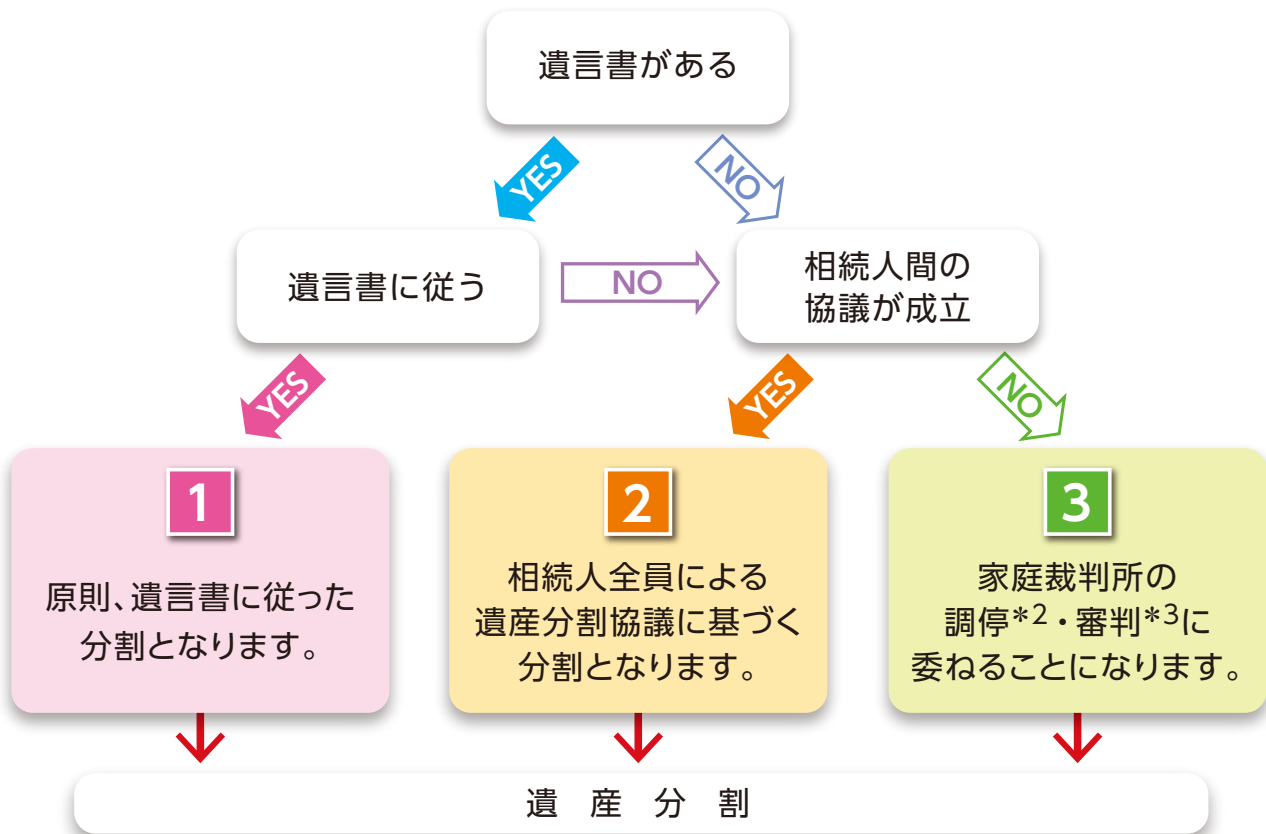 遺言書がある
YES
NO
遺言書に従う
NO
相続人間の
協議が成立
YES
YES
NO
1
原則、遺言書に従った
分割となります。
2
相続人全員による
遺産分割協議に基づく
分割となります。
3
家庭裁判所の
調停*2・審判*3に
委ねることになります。
遺 産 分 割